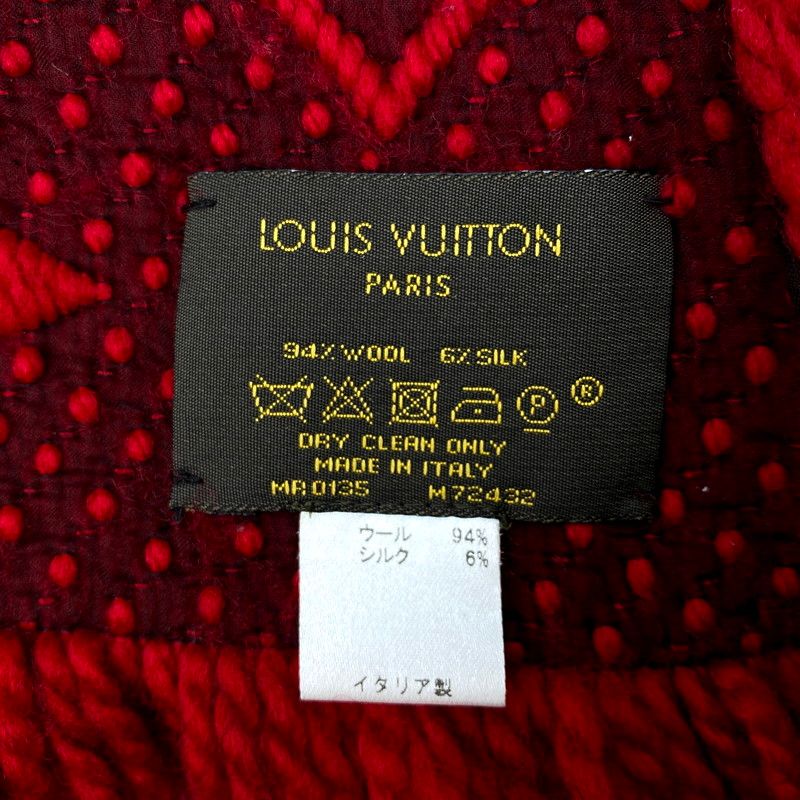 LOUIS VUITTON
PARIS
94% WOOL 6% SILK
P ®
DRY CLEAN ONLY
MADE IN ITALY
MR0135 M72432
ウール 94%
シルク 6%
イタリア製